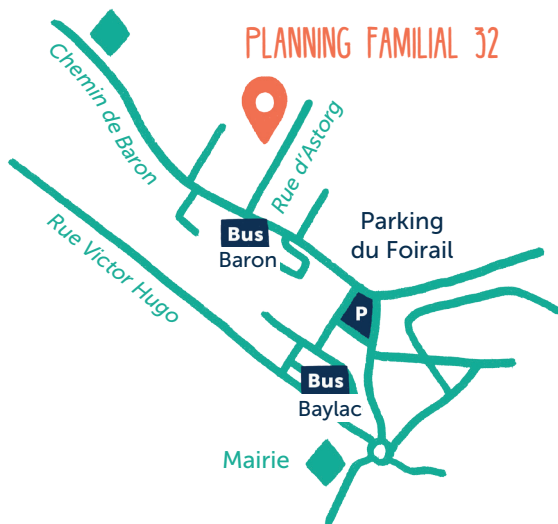 PLANNING FAMILIAL 32
Chemin de Baron
Rue d'Astorg
Rue Victor Hugo
Bus
Baron
Parking
du Foirail
P
Bus
Baylac
Mairie